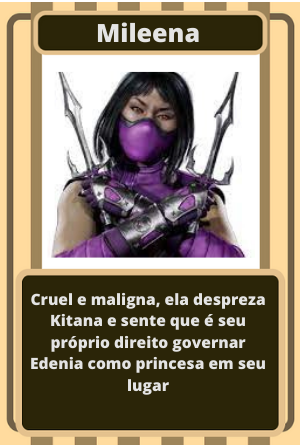 Mileena
Cruel e maligna, ela despreza
Kitana e sente que é seu
próprio direito governar
Edenia como princesa em seu
lugar